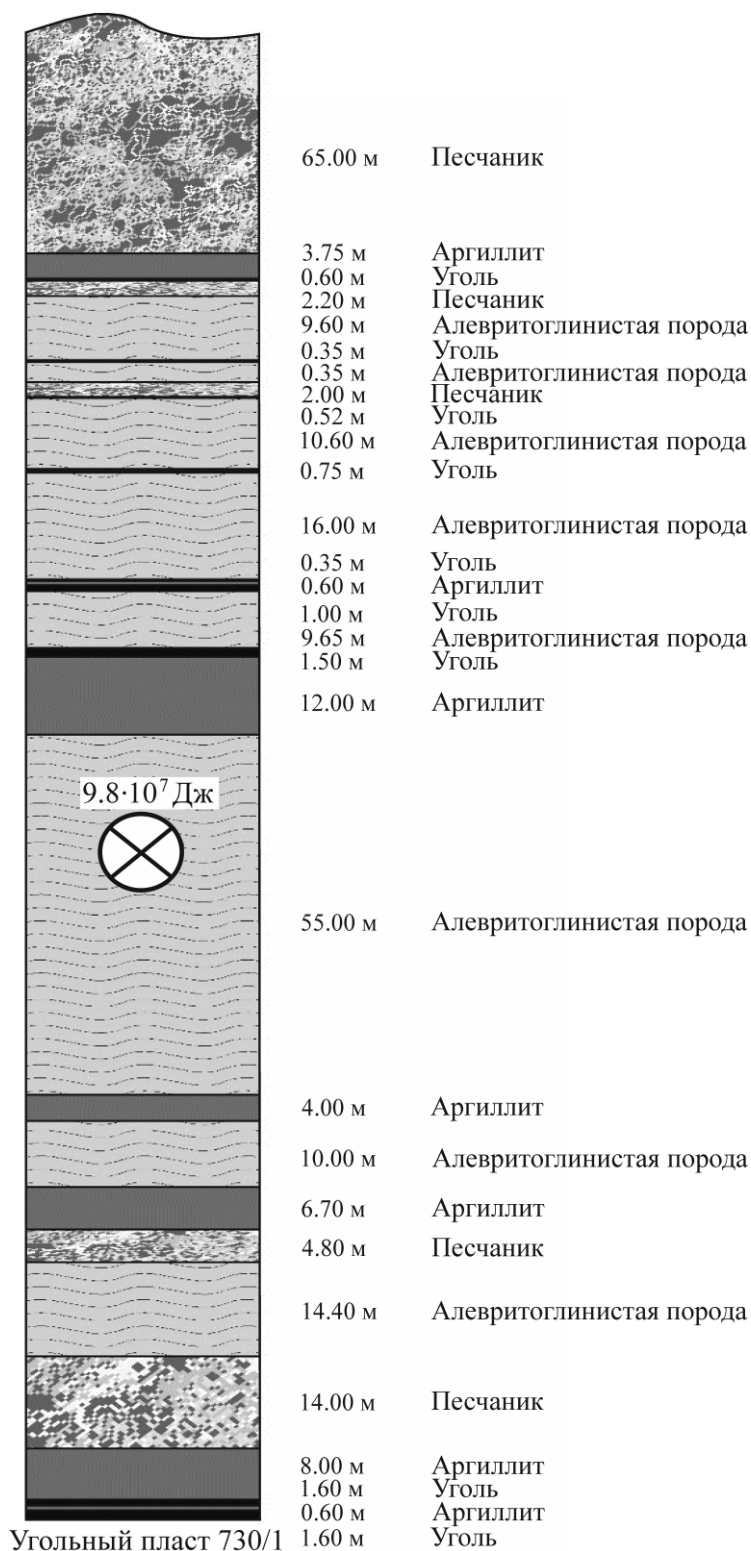 65.00 м Песчаник
3.75 м Аргиллит
0.60 м Уголь
2.20 м Песчаник
9.60 м Алевритоглинистая порода
0.35 м Уголь
0.35 м Алевритоглинистая порода
2.00 м Песчаник
0.52 м Уголь
10.60 м Алевритоглинистая порода
0.75 м Уголь
16.00 м Алевритоглинистая порода
0.35 м Уголь
0.60 м Аргиллит
1.00 м Уголь
9.65 м Алевритоглинистая порода
1.50 м Уголь
12.00 м Аргиллит
9.8·10⁷ Дж
55.00 м Алевритоглинистая порода
4.00 м Аргиллит
10.00 м Алевритоглинистая порода
6.70 м Аргиллит
4.80 м Песчаник
14.40 м Алевритоглинистая порода
14.00 м Песчаник
8.00 м Аргиллит
1.60 м Уголь
0.60 м Аргиллит
Угольный пласт 730/1 1.60 м Уголь